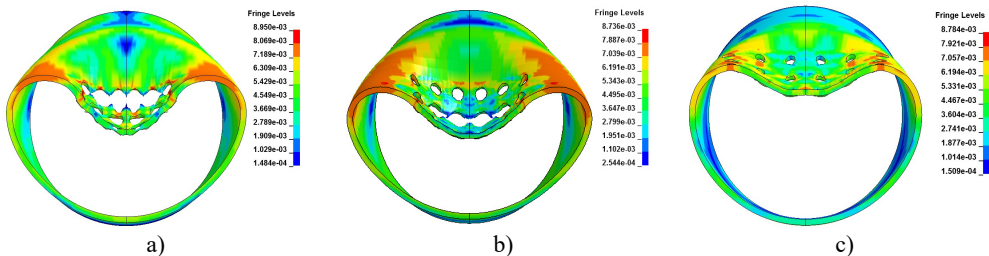 Fringe Levels
8.950e-03
8.069e-03
7.189e-03
6.309e-03
5.429e-03
4.549e-03
3.669e-03
2.789e-03
1.909e-03
1.029e-03
1.484e-04
Fringe Levels
8.736e-03
7.887e-03
7.039e-03
6.191e-03
5.343e-03
4.495e-03
3.647e-03
2.799e-03
1.951e-03
1.102e-03
2.544e-04
Fringe Levels
8.784e-03
7.921e-03
7.057e-03
6.194e-03
5.331e-03
4.467e-03
3.604e-03
2.741e-03
1.877e-03
1.014e-03
1.509e-04
a)
b)
c)